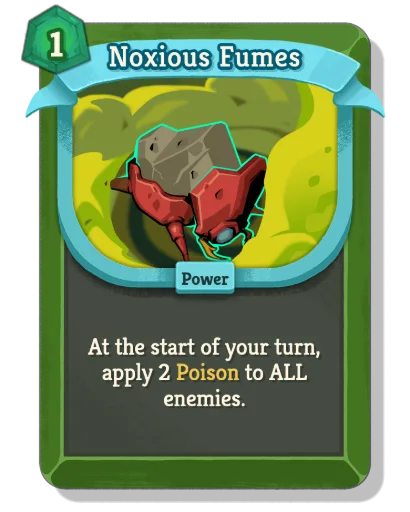 1
Noxious Fumes
Power
At the start of your turn,
apply 2 Poison to ALL
enemies.